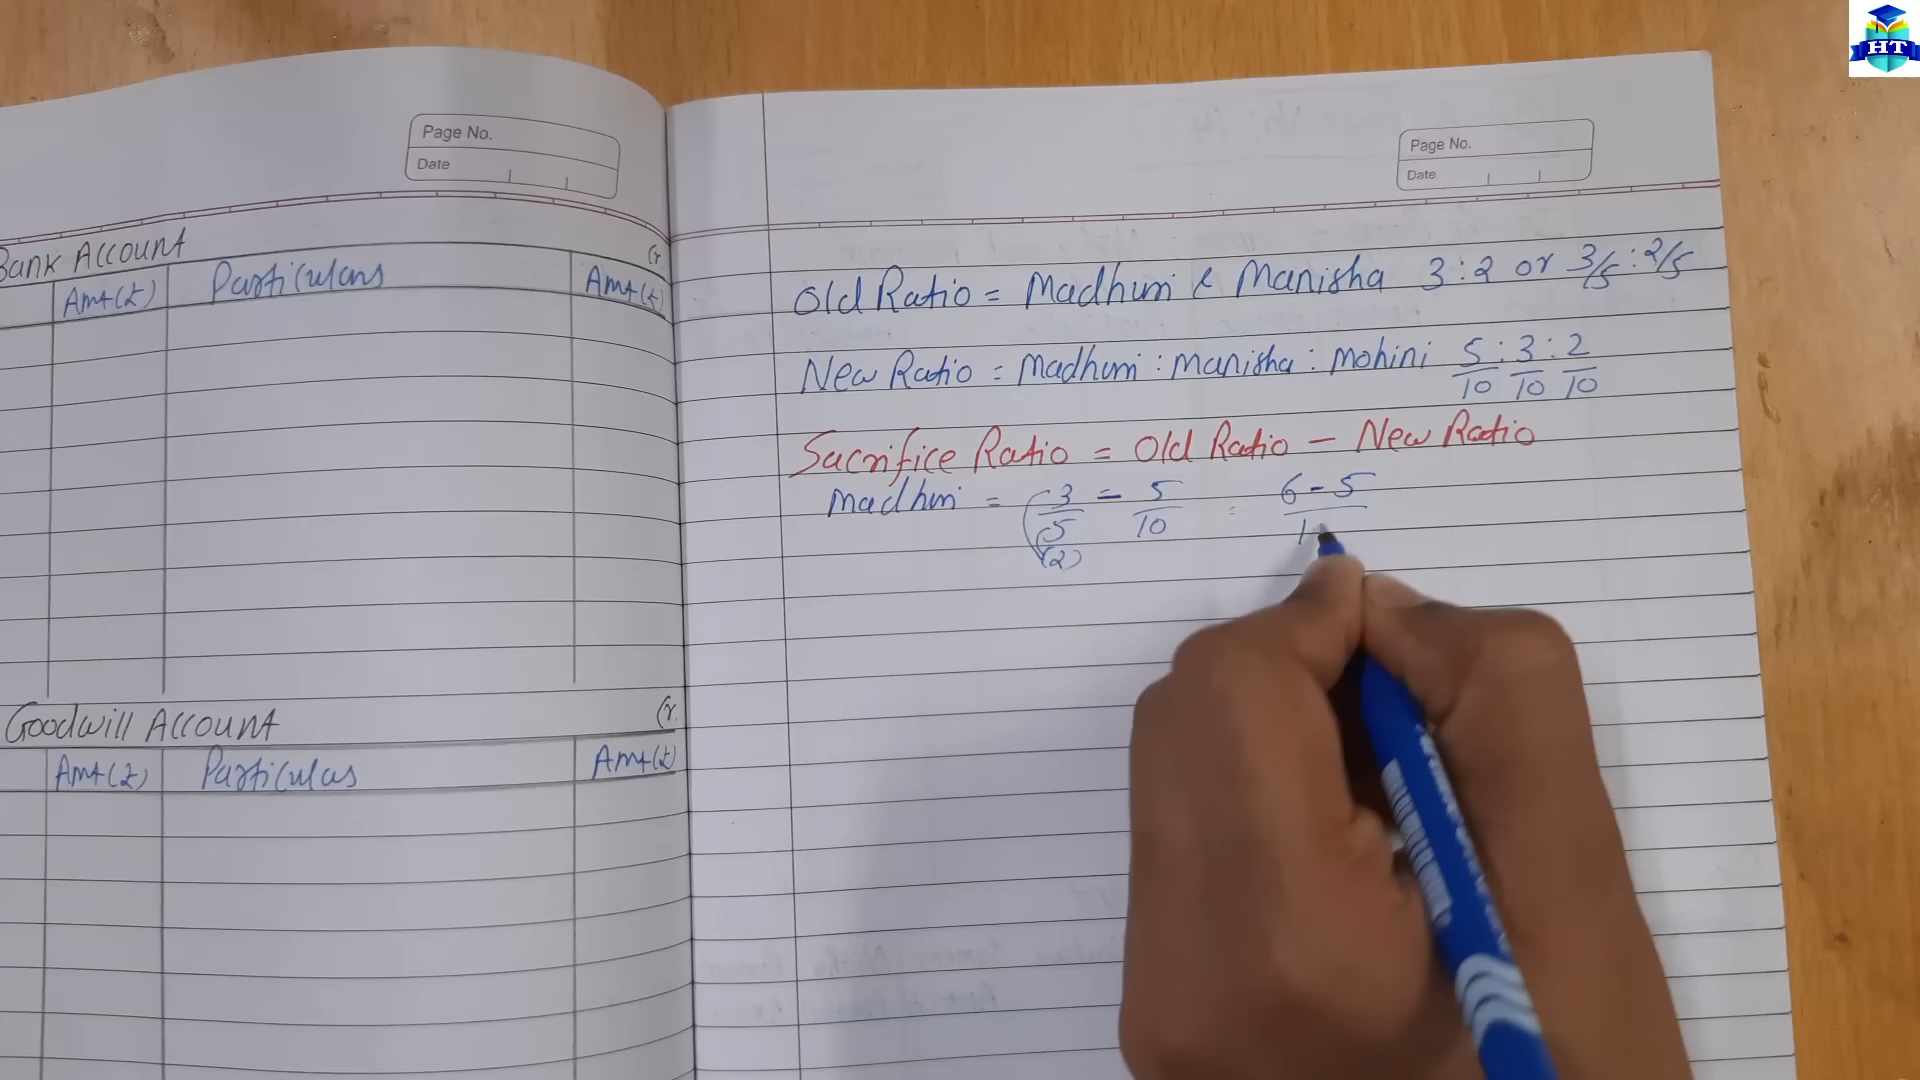 HT
Page No.
Date
Bank Account
Cr.
Amt(₹) Particulars Amt(₹)
Goodwill Account
Cr.
Amt(₹) Particulas Amt(₹)
Page No.
Date
Old Ratio = Madhuri & Manisha 3 : 2 or 3/5 : 2/5
New Ratio = Madhuri : Manisha : Mohini 5/10 : 3/10 : 2/10
Sacrifice Ratio = Old Ratio – New Ratio
Madhuri = 3/5 – 5/10 = 6-5
(2)